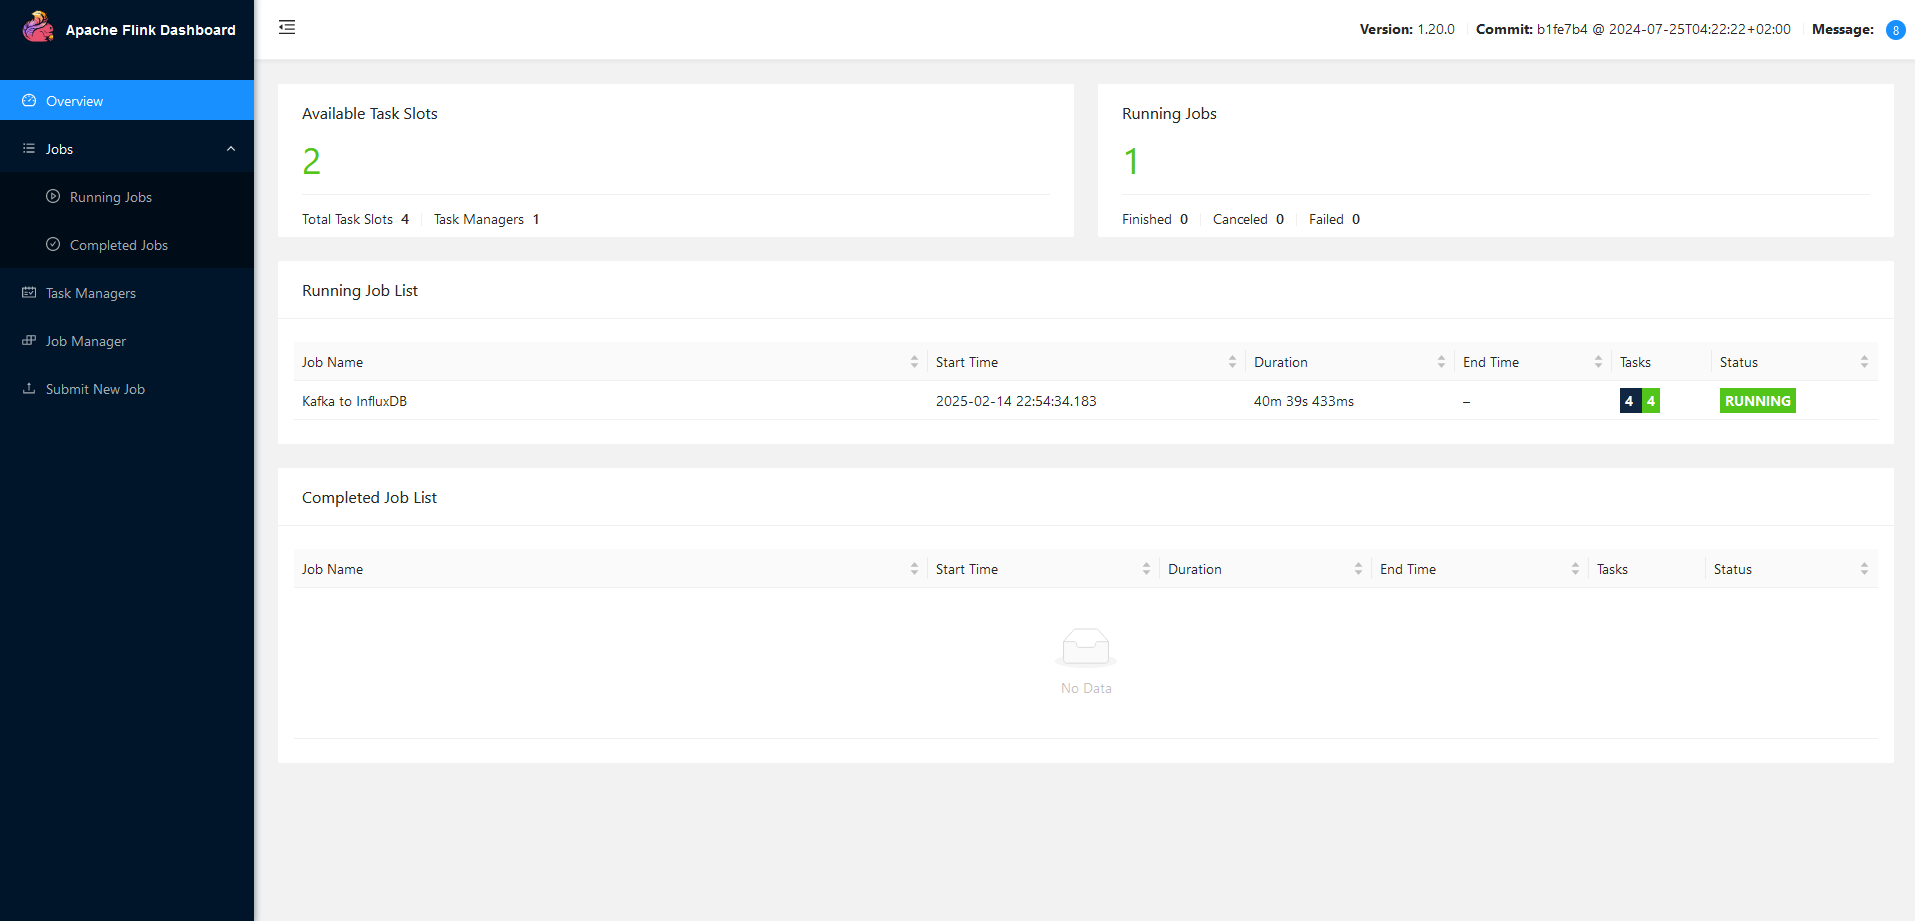 Apache Flink Dashboard
Version: 1.20.0 Commit: b1fe7b4 @ 2024-07-25T04:22:22+02:00 Message: 8
Overview
Jobs
Running Jobs
Completed Jobs
Task Managers
Job Manager
Submit New Job
Available Task Slots
2
Total Task Slots 4 Task Managers 1
Running Jobs
1
Finished 0 Canceled 0 Failed 0
Running Job List
Job Name Start Time Duration End Time Tasks Status
Kafka to InfluxDB 2025-02-14 22:54:34.183 40m 39s 433ms – 4 4 RUNNING
Completed Job List
Job Name Start Time Duration End Time Tasks Status
No Data